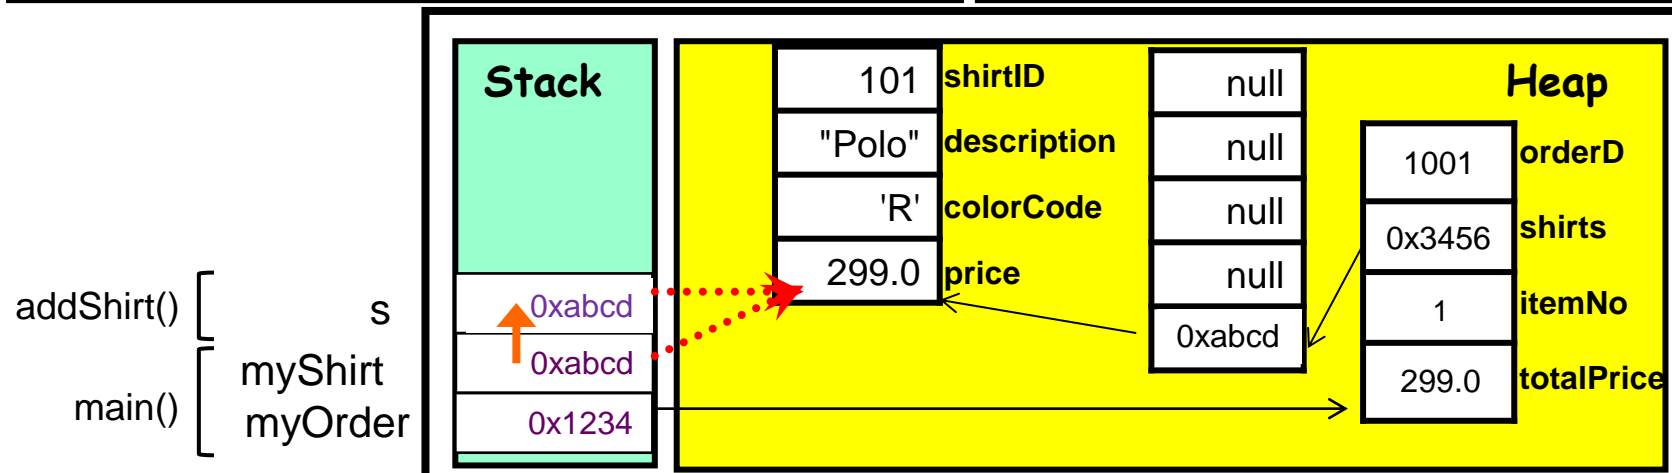 Stack
Heap
101 shirtID
"Polo" description
'R' colorCode
299.0 price
null
null
null
null
0xabcd
1001 orderD
0x3456 shirts
1 itemNo
299.0 totalPrice
addShirt() s 0xabcd
main() myShirt 0xabcd
myOrder 0x1234